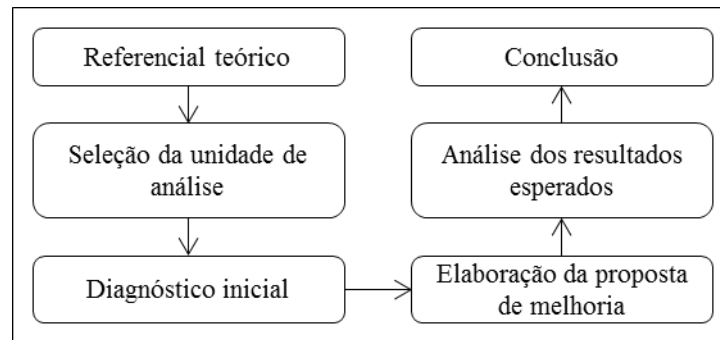 Referencial teórico
Seleção da unidade de
análise
Diagnóstico inicial
Elaboração da proposta
de melhoria
Análise dos resultados
esperados
Conclusão